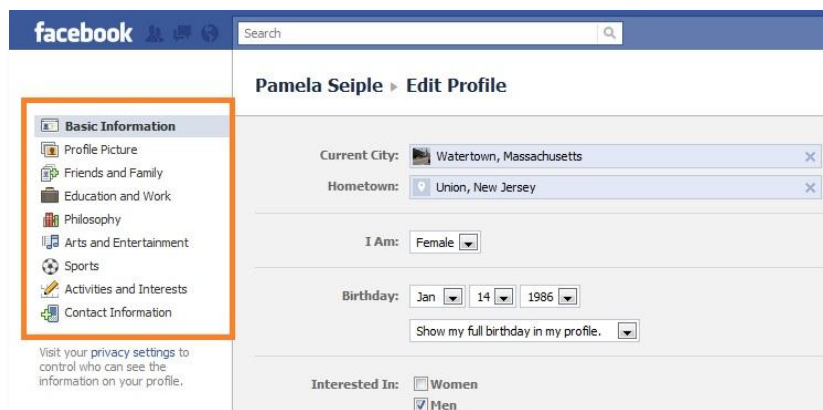 facebook Search
Pamela Seiple ▸ Edit Profile
Basic Information
Profile Picture
Friends and Family
Education and Work
Philosophy
Arts and Entertainment
Sports
Activities and Interests
Contact Information
Visit your privacy settings to
control who can see the
information on your profile.
Current City: Watertown, Massachusetts
Hometown: Union, New Jersey
I Am: Female
Birthday: Jan 14 1986
Show my full birthday in my profile.
Interested In: Women
Men